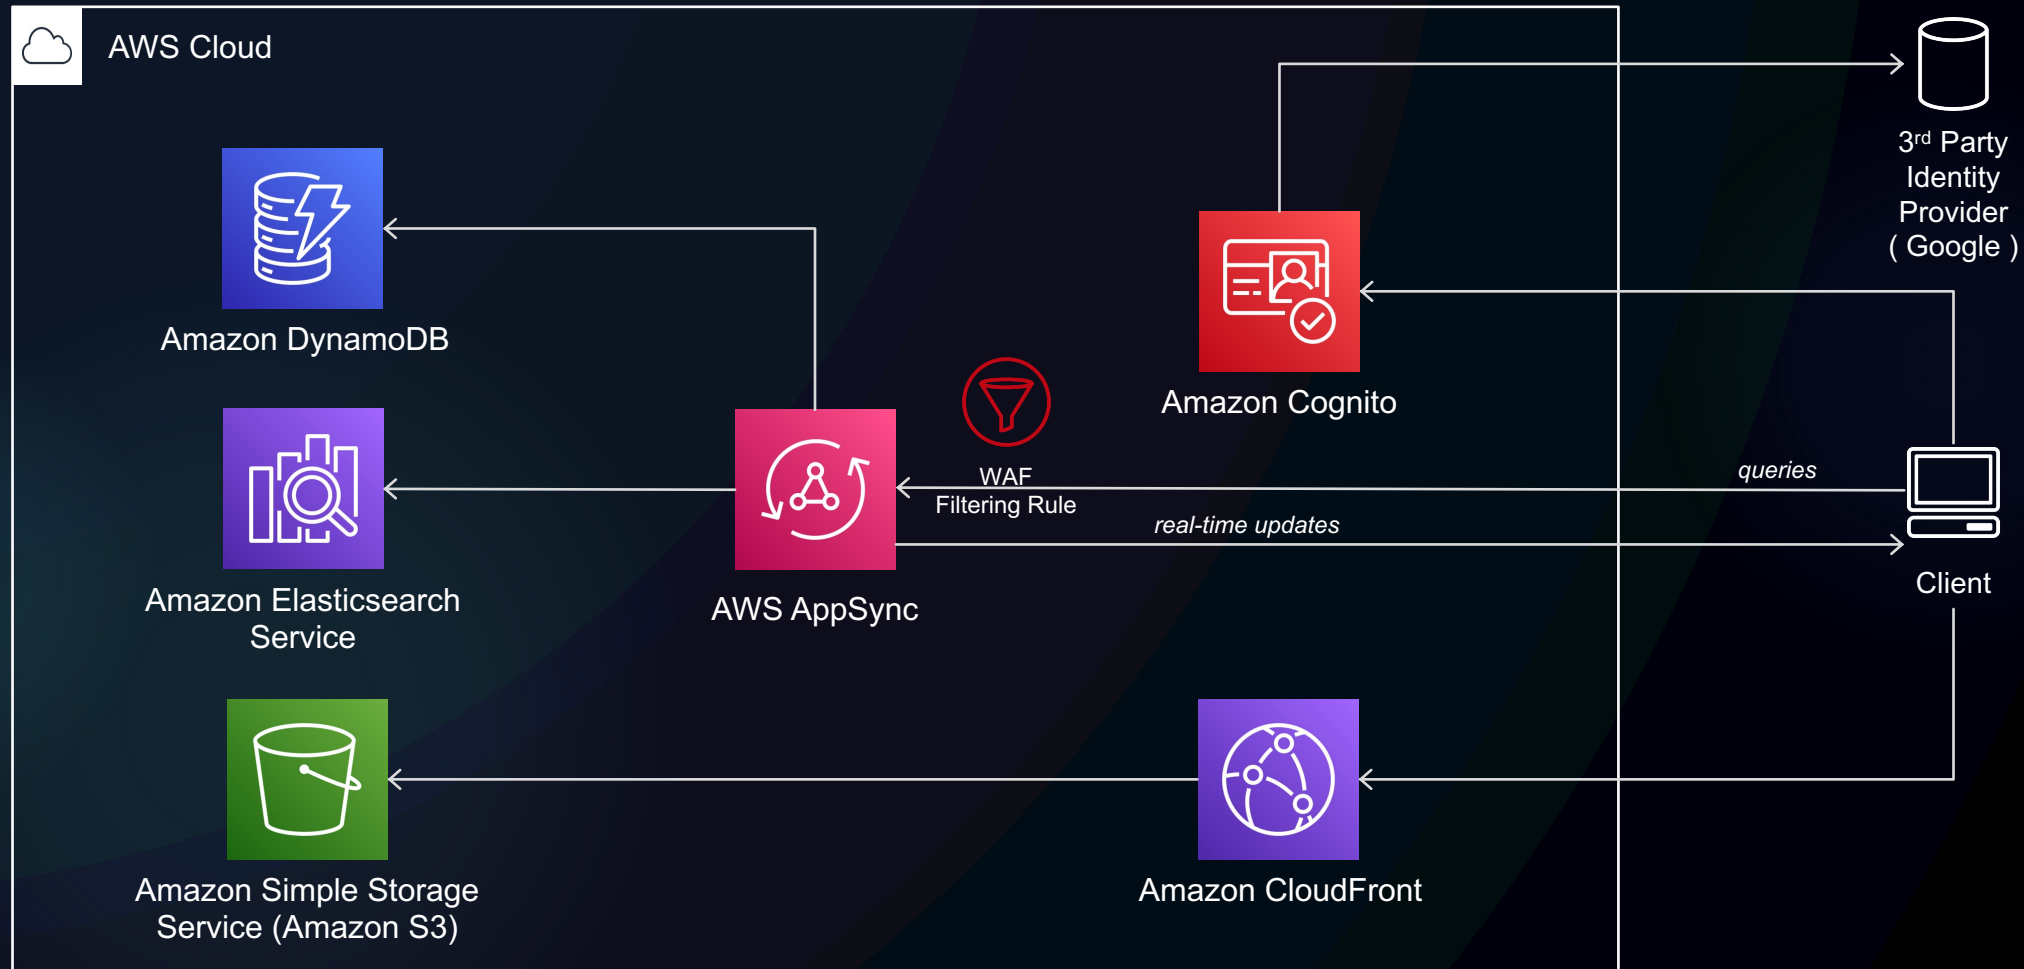 AWS Cloud
3rd Party
Identity
Provider
( Google )
Amazon DynamoDB
Amazon Cognito
WAF
Filtering Rule
queries
real-time updates
Client
Amazon Elasticsearch
Service
AWS AppSync
Amazon Simple Storage
Service (Amazon S3)
Amazon CloudFront